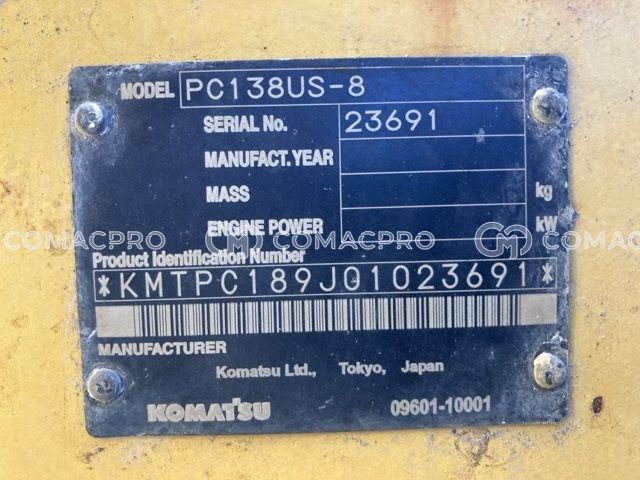 MODEL PC138US-8
SERIAL No. 23691
MANUFACT.YEAR
MASS kg
ENGINE POWER kW
COMACPRO COMACPRO COMACPRO
Product Identification Number
*KMTPC189J01023691*
MANUFACTURER
Komatsu Ltd., Tokyo, Japan
KOMATSU 09601-10001